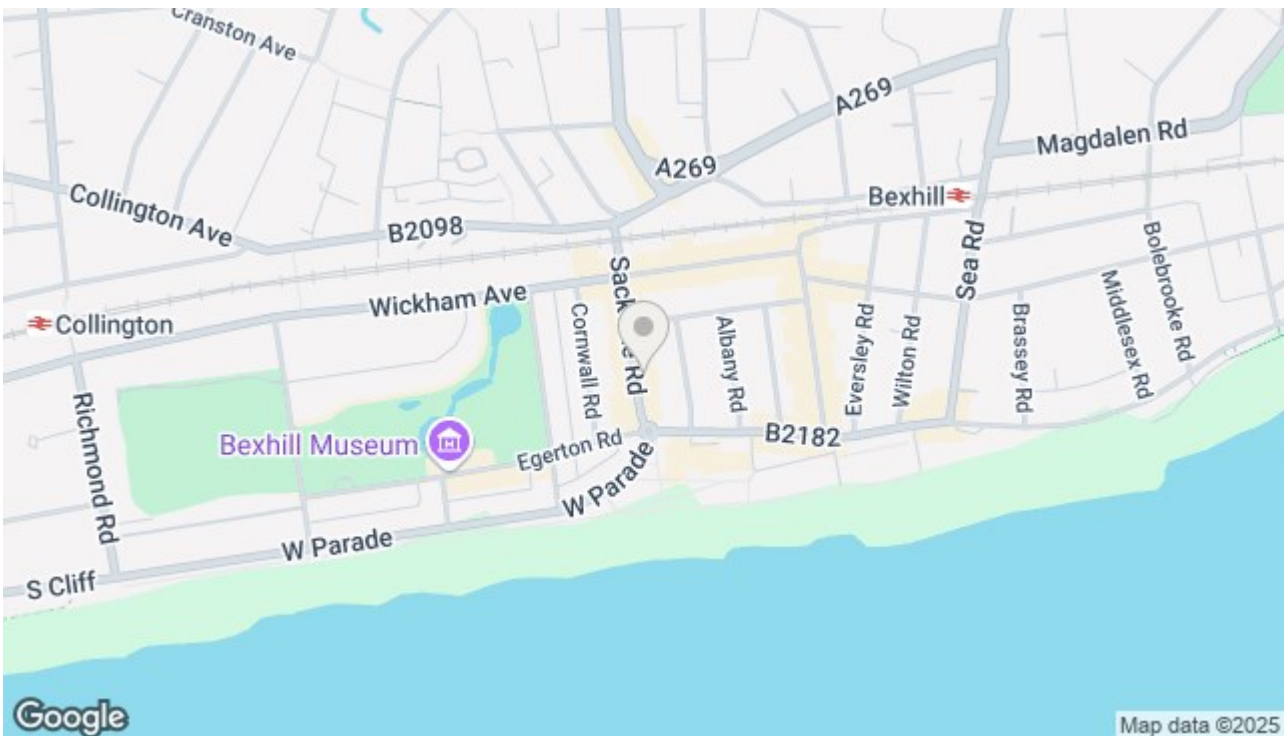 Cranston Ave
A269
Magdalen Rd
A269
Bexhill
Collington Ave
B2098
Sea Rd
Bolebrooke Rd
Wickham Ave
Collington
Cornwall Rd
Rd
Albany Rd
Eversley Rd
Wilton Rd
Brassey Rd
Middlesex Rd
Richmond Rd
Bexhill Museum
Egerton Rd
B2182
W Parade
W Parade
S Cliff
Google
Map data ©2025